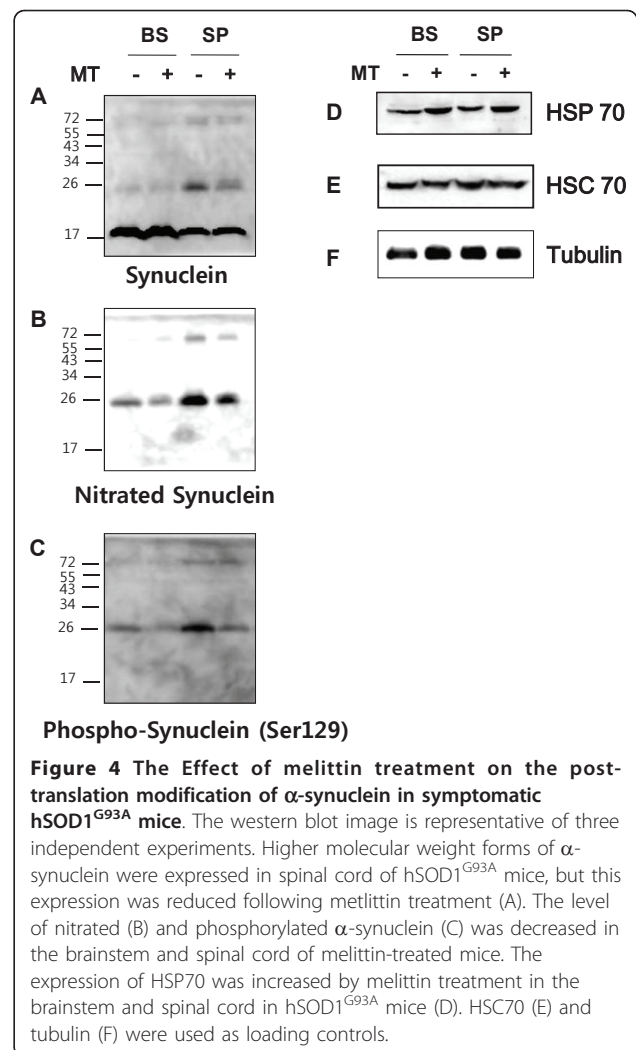 BS SP
MT - + - +
A
72
55
43
34
26
17
Synuclein
B
72
55
43
34
26
17
Nitrated Synuclein
C
72
55
43
34
26
17
Phospho-Synuclein (Ser129)
BS SP
MT - + - +
D HSP 70
E HSC 70
F Tubulin
Figure 4 The Effect of melittin treatment on the post-
translation modification of α-synuclein in symptomatic
hSOD1G93A mice. The western blot image is representative of three
independent experiments. Higher molecular weight forms of α-
synuclein were expressed in spinal cord of hSOD1G93A mice, but this
expression was reduced following metlittin treatment (A). The level
of nitrated (B) and phosphorylated α-synuclein (C) was decreased in
the brainstem and spinal cord of melittin-treated mice. The
expression of HSP70 was increased by melittin treatment in the
brainstem and spinal cord in hSOD1G93A mice (D). HSC70 (E) and
tubulin (F) were used as loading controls.